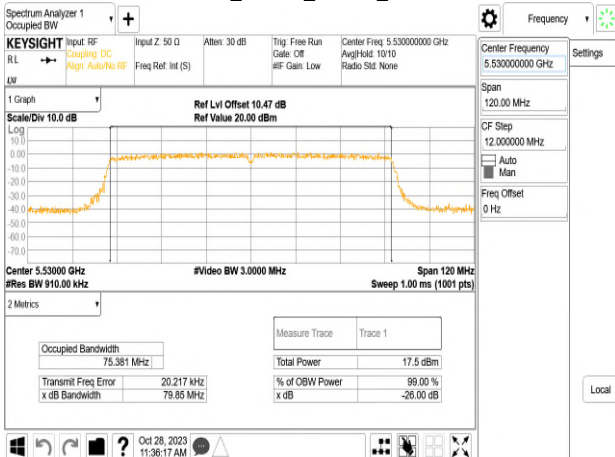 Spectrum Analyzer 1
Occupied BW
+
Frequency
KEYSIGHT
Input: RF
Coupling: DC
Align: Auto/No RF
Input Z: 50 Ω
Freq Ref: Int (S)
Atten: 30 dB
Trig: Free Run
Gate: Off
#IF Gain: Low
Center Freq: 5.530000000 GHz
Avg|Hold: 10/10
Radio Std: None
RL
LXI
Center Frequency
5.530000000 GHz
Settings
Span
120.00 MHz
CF Step
12.000000 MHz
Auto
Man
Freq Offset
0 Hz
Local
1 Graph
Scale/Div 10.0 dB
Ref Lvl Offset 10.47 dB
Ref Value 20.00 dBm
Log
10.0
0.00
-10.0
-20.0
-30.0
-40.0
-50.0
-60.0
-70.0
Center 5.53000 GHz
#Video BW 3.0000 MHz
Span 120 MHz
#Res BW 910.00 kHz
Sweep 1.00 ms (1001 pts)
2 Metrics
Measure Trace
Trace 1
Occupied Bandwidth
75.381 MHz
Total Power
17.5 dBm
Transmit Freq Error
20.217 kHz
% of OBW Power
99.00 %
x dB Bandwidth
79.85 MHz
x dB
-26.00 dB
?
Oct 28, 2023
11:36:17 AM